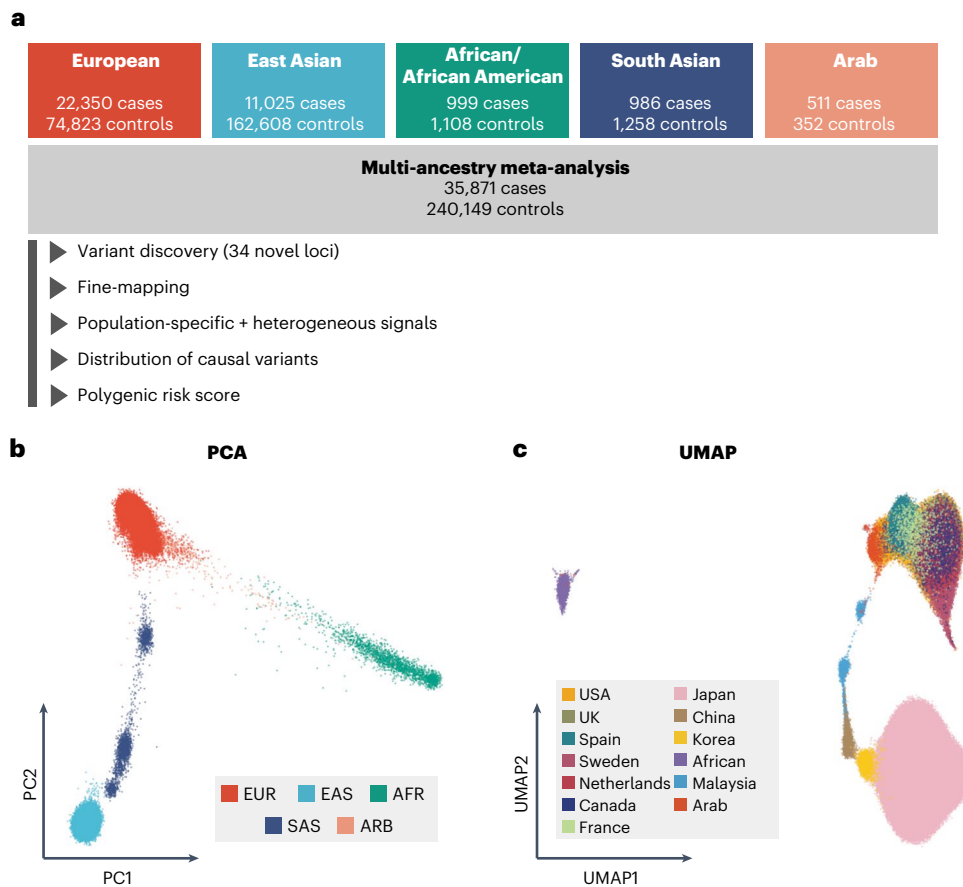 a
European
22,350 cases
74,823 controls
East Asian
11,025 cases
162,608 controls
African/
African American
999 cases
1,108 controls
South Asian
986 cases
1,258 controls
Arab
511 cases
352 controls
Multi-ancestry meta-analysis
35,871 cases
240,149 controls
Variant discovery (34 novel loci)
Fine-mapping
Population-specific + heterogeneous signals
Distribution of causal variants
Polygenic risk score
b
PCA
PC2
PC1
EUR
EAS
AFR
SAS
ARB
c
UMAP
UMAP2
UMAP1
USA
UK
Spain
Sweden
Netherlands
Canada
France
Japan
China
Korea
African
Malaysia
Arab